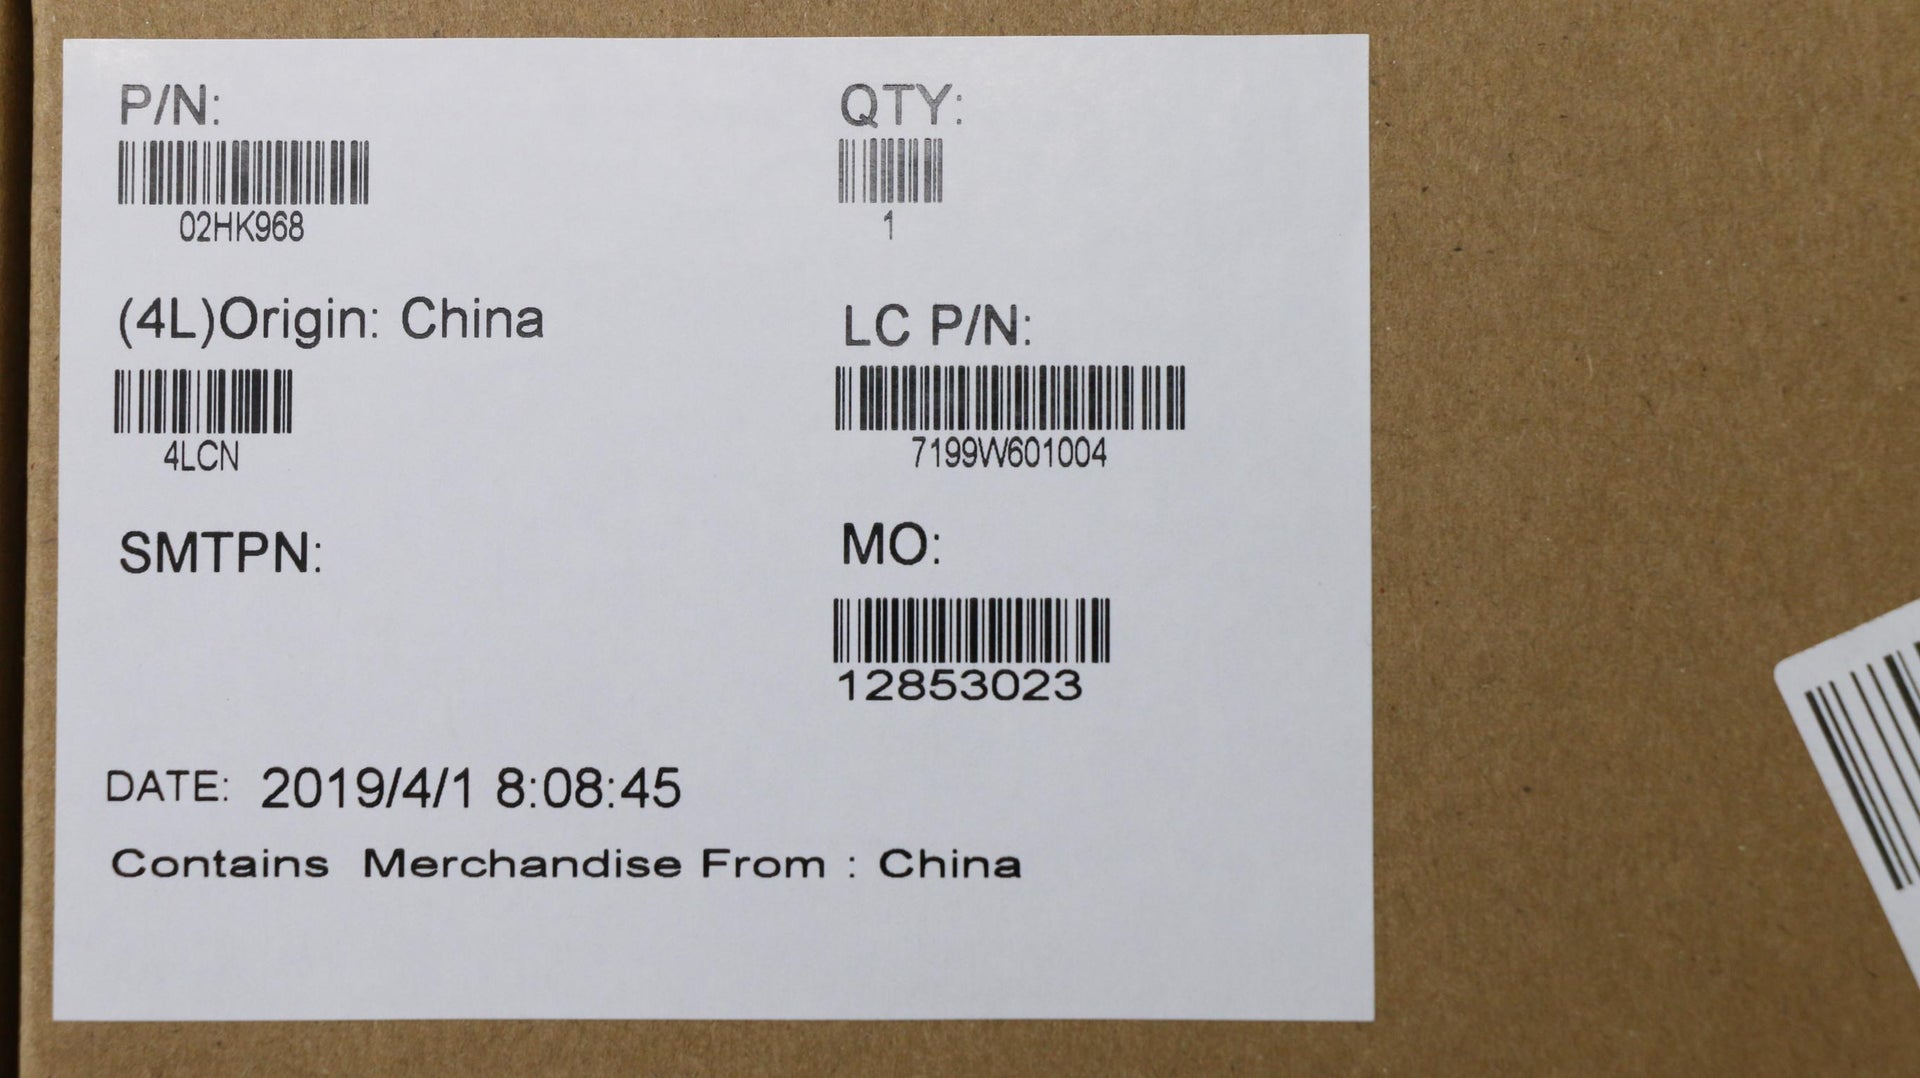 P/N:
02HK968
QTY:
1
(4L)Origin: China
4LCN
LC P/N:
7199W601004
SMTPN:
MO:
12853023
DATE: 2019/4/1 8:08:45
Contains Merchandise From : China